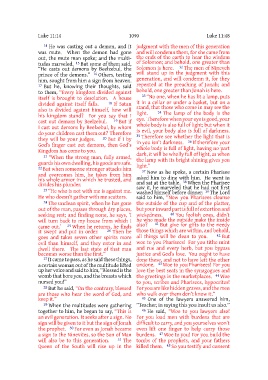 Luke 11:14
1090
Luke 11:48
14 He was casting out a demon, and it
was mute. When the demon had gone
out, the mute man spoke; and the multi-
tudes marveled. 15 But some of them said,
"He casts out demons by Beelzebul, the
prince of the demons." 16 Others, testing
him, sought from him a sign from heaven.
17 But he, knowing their thoughts, said
to them, "Every kingdom divided against
itself is brought to desolation. A house
divided against itself falls. 18 If Satan
also is divided against himself, how will
his kingdom stand? For you say that I
cast out demons by Beelzebul. 19 But if
I cast out demons by Beelzebul, by whom
do your children cast them out? Therefore
they will be your judges. 20 But if I by
God's finger cast out demons, then God's
Kingdom has come to you.
21 "When the strong man, fully armed,
guards his own dwelling, his goods are safe.
22 But when someone stronger attacks him
and overcomes him, he takes from him
his whole armor in which he trusted, and
divides his plunder.
23 "He who is not with me is against me.
He who doesn't gather with me scatters.
24 The unclean spirit, when he has gone
out of the man, passes through dry places,
seeking rest; and finding none, he says, 'I
will turn back to my house from which I
came out.' 25 When he returns, he finds
it swept and put in order. 26 Then he
goes and takes seven other spirits more
evil than himself, and they enter in and
dwell there. The last state of that man
becomes worse than the first."
27 It came to pass, as he said these things,
a certain woman out of the multitude lifted
up her voice and said to him, "Blessed is the
womb that bore you, and the breasts which
nursed you!"
28 But he said, "On the contrary, blessed
are those who hear the word of God, and
keep it."
29 When the multitudes were gathering
together to him, he began to say, "This is
an evil generation. It seeks after a sign. No
sign will be given to it but the sign of Jonah
the prophet. 30 For even as Jonah became
a sign to the Ninevites, so the Son of Man
will also be to this generation. 31 The
Queen of the South will rise up in the
judgment with the men of this generation
and will condemn them, for she came from
the ends of the earth to hear the wisdom
of Solomon; and behold, one greater than
Solomon is here. 32 The men of Nineveh
will stand up in the judgment with this
generation, and will condemn it, for they
repented at the preaching of Jonah; and
behold, one greater than Jonah is here.
33 "No one, when he has lit a lamp, puts
it in a cellar or under a basket, but on a
stand, that those who come in may see the
light. 34 The lamp of the body is the
eye. Therefore when your eye is good, your
whole body is also full of light; but when it
is evil, your body also is full of darkness.
35 Therefore see whether the light that is
in you isn't darkness. 36 If therefore your
whole body is full of light, having no part
dark, it will be wholly full of light, as when
the lamp with its bright shining gives you
light."
37 Now as he spoke, a certain Pharisee
asked him to dine with him. He went in
and sat at the table. 38 When the Pharisee
saw it, he marveled that he had not first
washed himself before dinner. 39 The Lord
said to him, "Now you Pharisees cleanse
the outside of the cup and of the platter,
but your inward part is full of extortion and
wickedness. 40 You foolish ones, didn't
he who made the outside make the inside
also? 41 But give for gifts to the needy
those things which are within, and behold,
all things will be clean to you. 42 But
woe to you Pharisees! For you tithe mint
and rue and every herb, but you bypass
justice and God's love. You ought to have
done these, and not to have left the other
undone. 43 Woe to you Pharisees! For you
love the best seats in the synagogues and
the greetings in the marketplaces. 44 Woe
to you, scribes and Pharisees, hypocrites!
For you are like hidden graves, and the men
who walk over them don't know it."
45 One of the lawyers answered him,
"Teacher, in saying this you insult us also."
46 He said, "Woe to you lawyers also!
For you load men with burdens that are
difficult to carry, and you yourselves won't
even lift one finger to help carry those
burdens. 47 Woe to you! For you build the
tombs of the prophets, and your fathers
killed them. 48 So you testify and consent